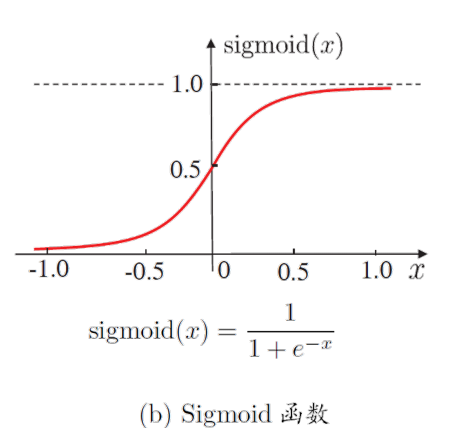 sigmoid(x)
1.0
0.5
-1.0 -0.5 0 0.5 1.0 x
sigmoid(x) = 1 / (1 + e^{-x})
(b) Sigmoid 函数